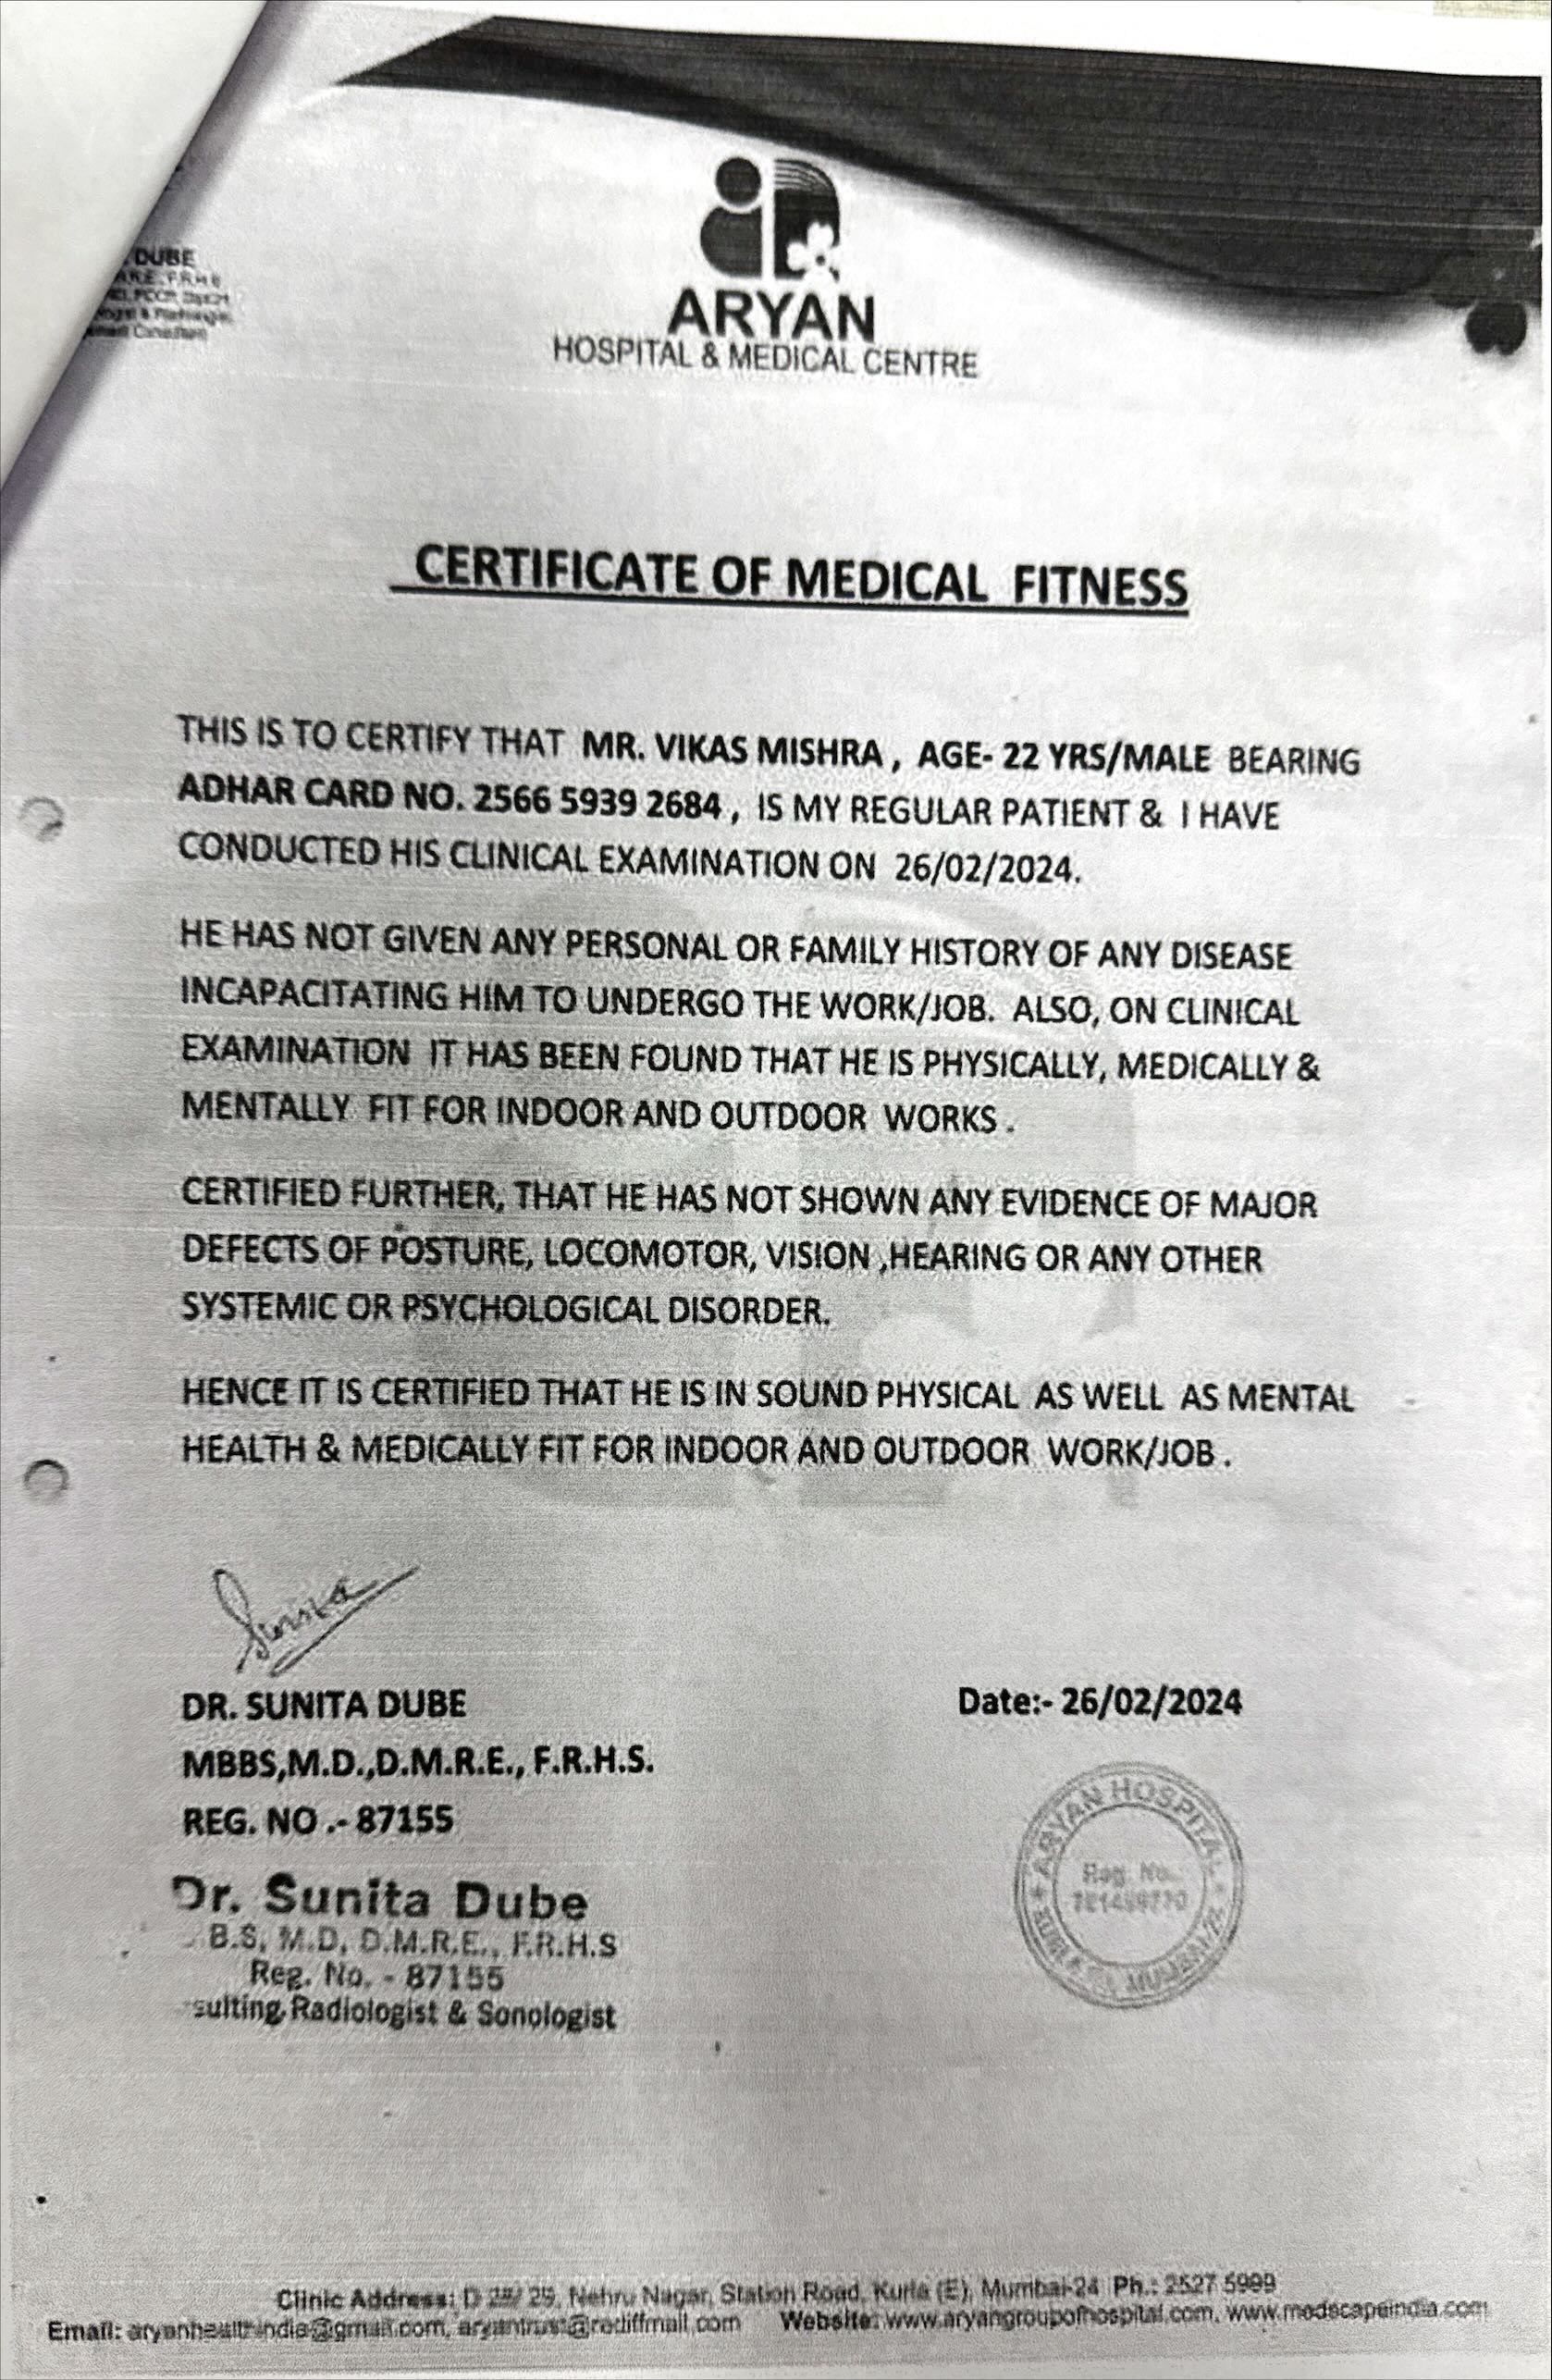 DUBE
ARYAN
HOSPITAL & MEDICAL CENTRE
CERTIFICATE OF MEDICAL FITNESS
THIS IS TO CERTIFY THAT MR. VIKAS MISHRA , AGE- 22 YRS/MALE BEARING
ADHAR CARD NO. 2566 5939 2684 , IS MY REGULAR PATIENT & I HAVE
CONDUCTED HIS CLINICAL EXAMINATION ON 26/02/2024.
HE HAS NOT GIVEN ANY PERSONAL OR FAMILY HISTORY OF ANY DISEASE
INCAPACITATING HIM TO UNDERGO THE WORK/JOB. ALSO, ON CLINICAL
EXAMINATION IT HAS BEEN FOUND THAT HE IS PHYSICALLY, MEDICALLY &
MENTALLY FIT FOR INDOOR AND OUTDOOR WORKS .
CERTIFIED FURTHER, THAT HE HAS NOT SHOWN ANY EVIDENCE OF MAJOR
DEFECTS OF POSTURE, LOCOMOTOR, VISION ,HEARING OR ANY OTHER
SYSTEMIC OR PSYCHOLOGICAL DISORDER.
HENCE IT IS CERTIFIED THAT HE IS IN SOUND PHYSICAL AS WELL AS MENTAL
HEALTH & MEDICALLY FIT FOR INDOOR AND OUTDOOR WORK/JOB .
Sunita
DR. SUNITA DUBE
Date:- 26/02/2024
MBBS,M.D.,D.M.R.E., F.R.H.S.
REG. NO .- 87155
ARYAN HOSPITAL
Reg. No.
MUMBAI
Dr. Sunita Dube
B.S, M.D, D.M.R.E., F.R.H.S
Reg. No. - 87155
sulting Radiologist & Sonologist
Clinic Address: D 29, Nehru Nagar, Station Road, Kurla (E), Mumbai-24 Ph.: 2527 5999
Email: aryanhealthindia@gmail.com, aryantrust@rediffmail.com Website: www.aryangroupofhospital.com, www.medscapeindia.com